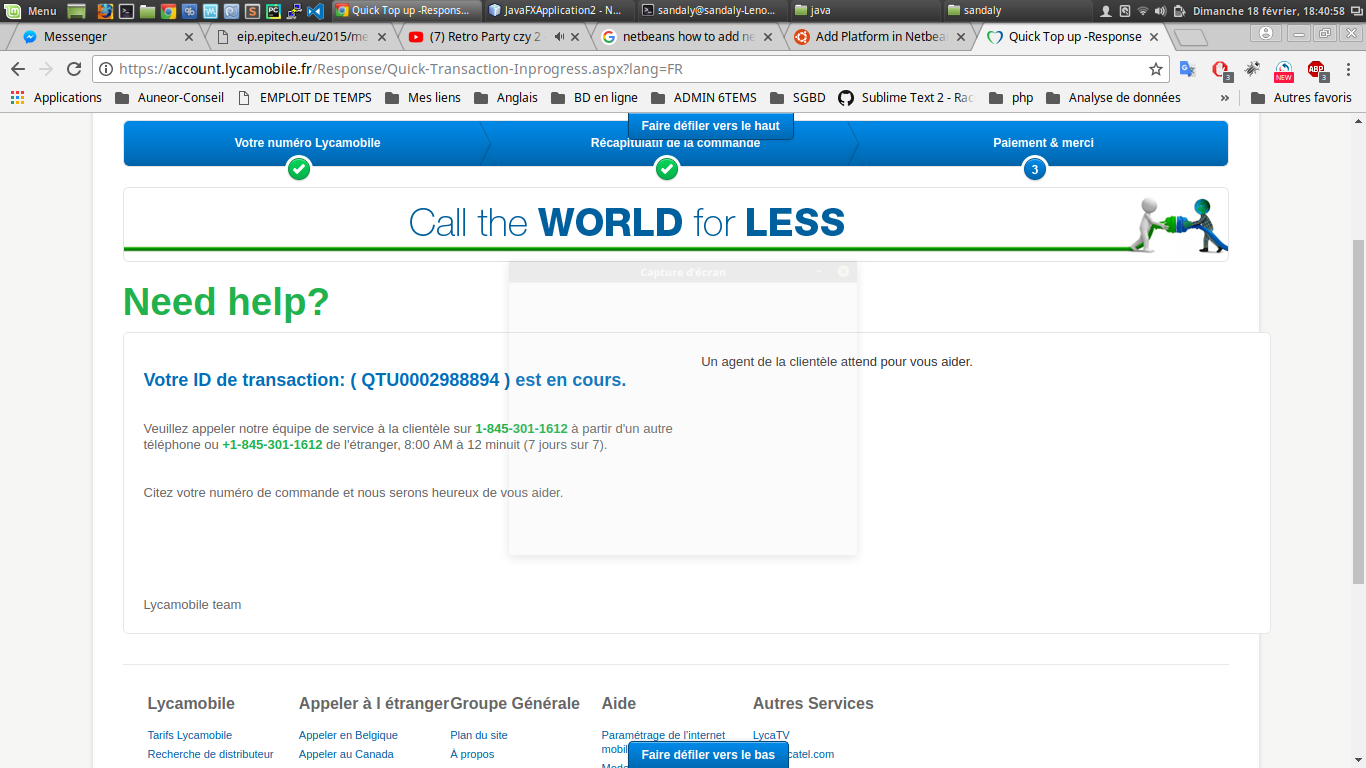 Menu
Quick Top up -Respons...
JavaFXApplication2 - N...
sandaly@sandaly-Leno...
java
sandaly
Dimanche 18 février, 18:40:58
Messenger
eip.epitech.eu/2015/me
(7) Retro Party czy 2
netbeans how to add ne
Add Platform in Netbea
Quick Top up -Response
https://account.lycamobile.fr/Response/Quick-Transaction-Inprogress.aspx?lang=FR
3
NEW
ABP
3
Applications
Auneor-Conseil
EMPLOIT DE TEMPS
Mes liens
Anglais
BD en ligne
ADMIN 6TEMS
SGBD
Sublime Text 2 - Rac
php
Analyse de données
»
Autres favoris
Faire défiler vers le haut
Votre numéro Lycamobile
Récapitulatif de la commande
Paiement & merci
3
Call the WORLD for LESS
Capture d'écran
Need help?
Un agent de la clientèle attend pour vous aider.
Votre ID de transaction: ( QTU0002988894 ) est en cours.
Veuillez appeler notre équipe de service à la clientèle sur 1-845-301-1612 à partir d'un autre
téléphone ou +1-845-301-1612 de l'étranger, 8:00 AM à 12 minuit (7 jours sur 7).
Citez votre numéro de commande et nous serons heureux de vous aider.
Lycamobile team
Lycamobile
Appeler à l étranger
Groupe Générale
Aide
Autres Services
Tarifs Lycamobile
Appeler en Belgique
Plan du site
Paramétrage de l'internet
mobil
LycaTV
Recherche de distributeur
Appeler au Canada
À propos
catel.com
Faire défiler vers le bas